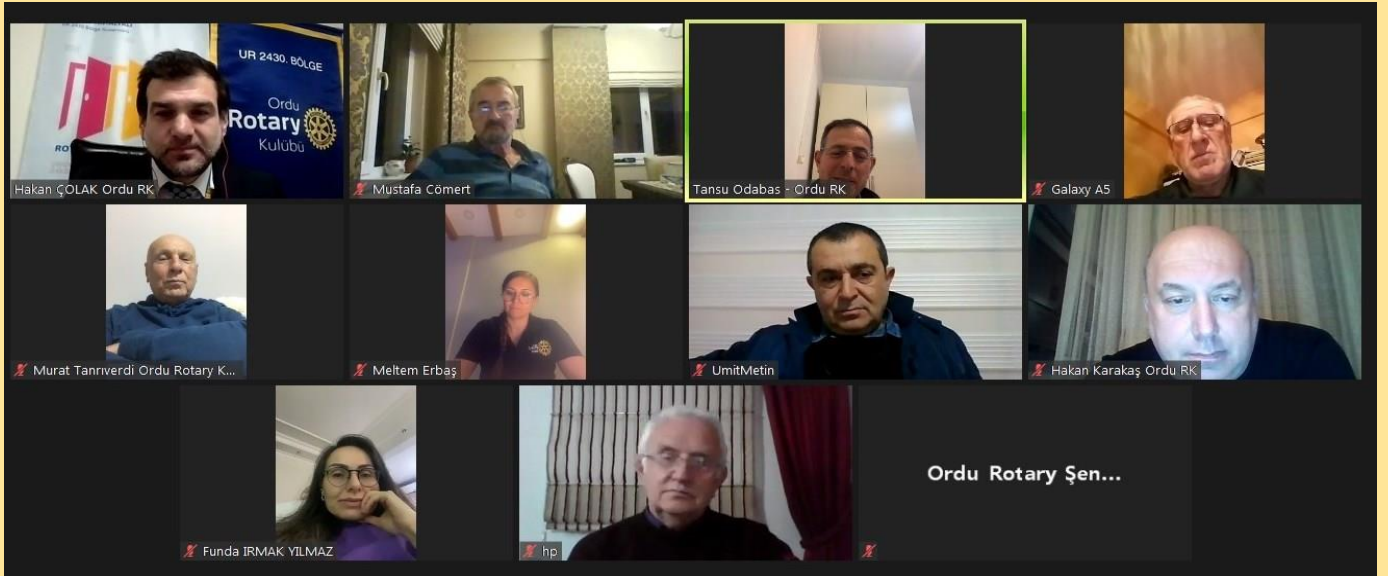 UR 2430. BÖLGE
Ordu
Rotary
Kulübü
Hakan ÇOLAK Ordu RK
Mustafa Cömert
Tansu Odabas - Ordu RK
Galaxy A5
Murat Tanrıverdi Ordu Rotary K...
Meltem Erbaş
UmitMetin
Hakan Karakaş Ordu RK
Funda IRMAK YILMAZ
hp
Ordu Rotary Şen...